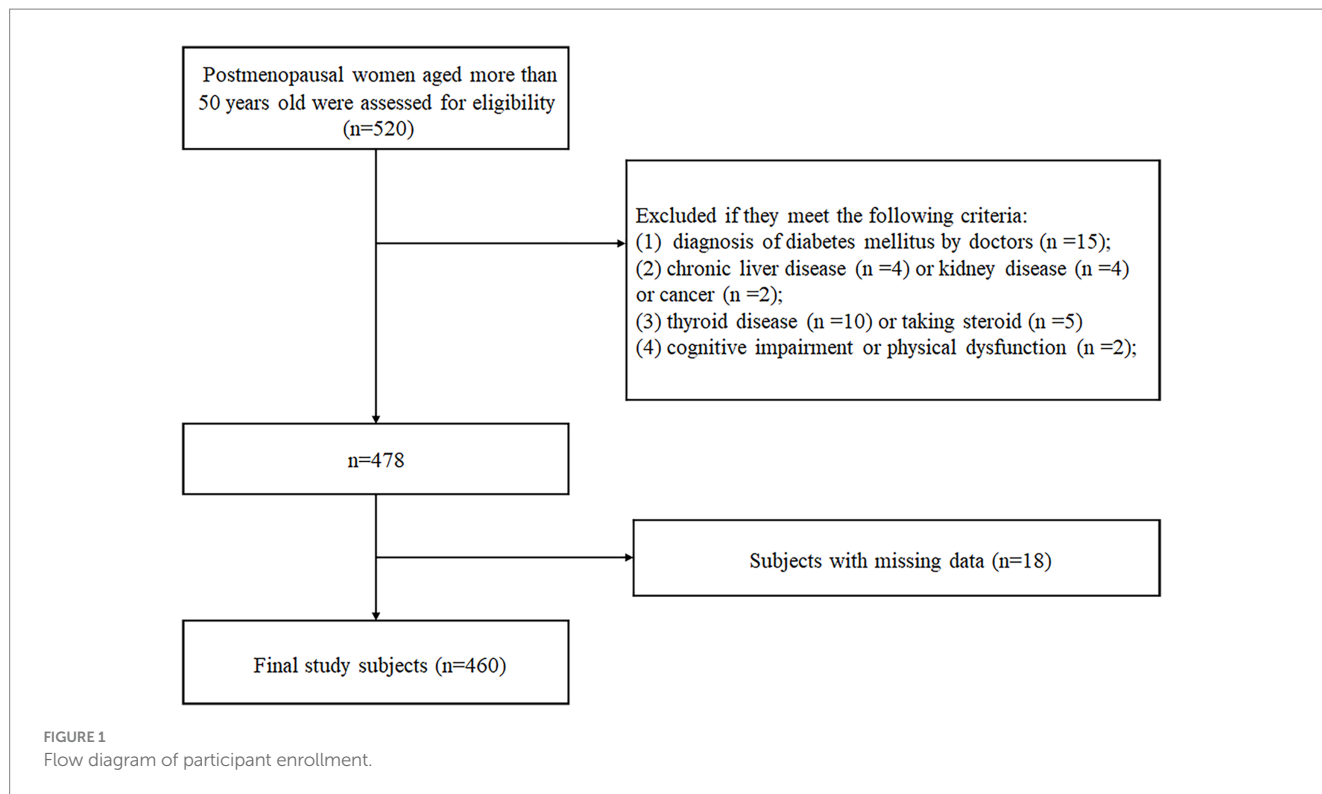 Postmenopausal women aged more than
50 years old were assessed for eligibility
(n=520)
Excluded if they meet the following criteria:
(1) diagnosis of diabetes mellitus by doctors (n =15);
(2) chronic liver disease (n =4) or kidney disease (n =4)
or cancer (n =2);
(3) thyroid disease (n =10) or taking steroid (n =5)
(4) cognitive impairment or physical dysfunction (n =2);
n=478
Subjects with missing data (n=18)
Final study subjects (n=460)
FIGURE 1
Flow diagram of participant enrollment.